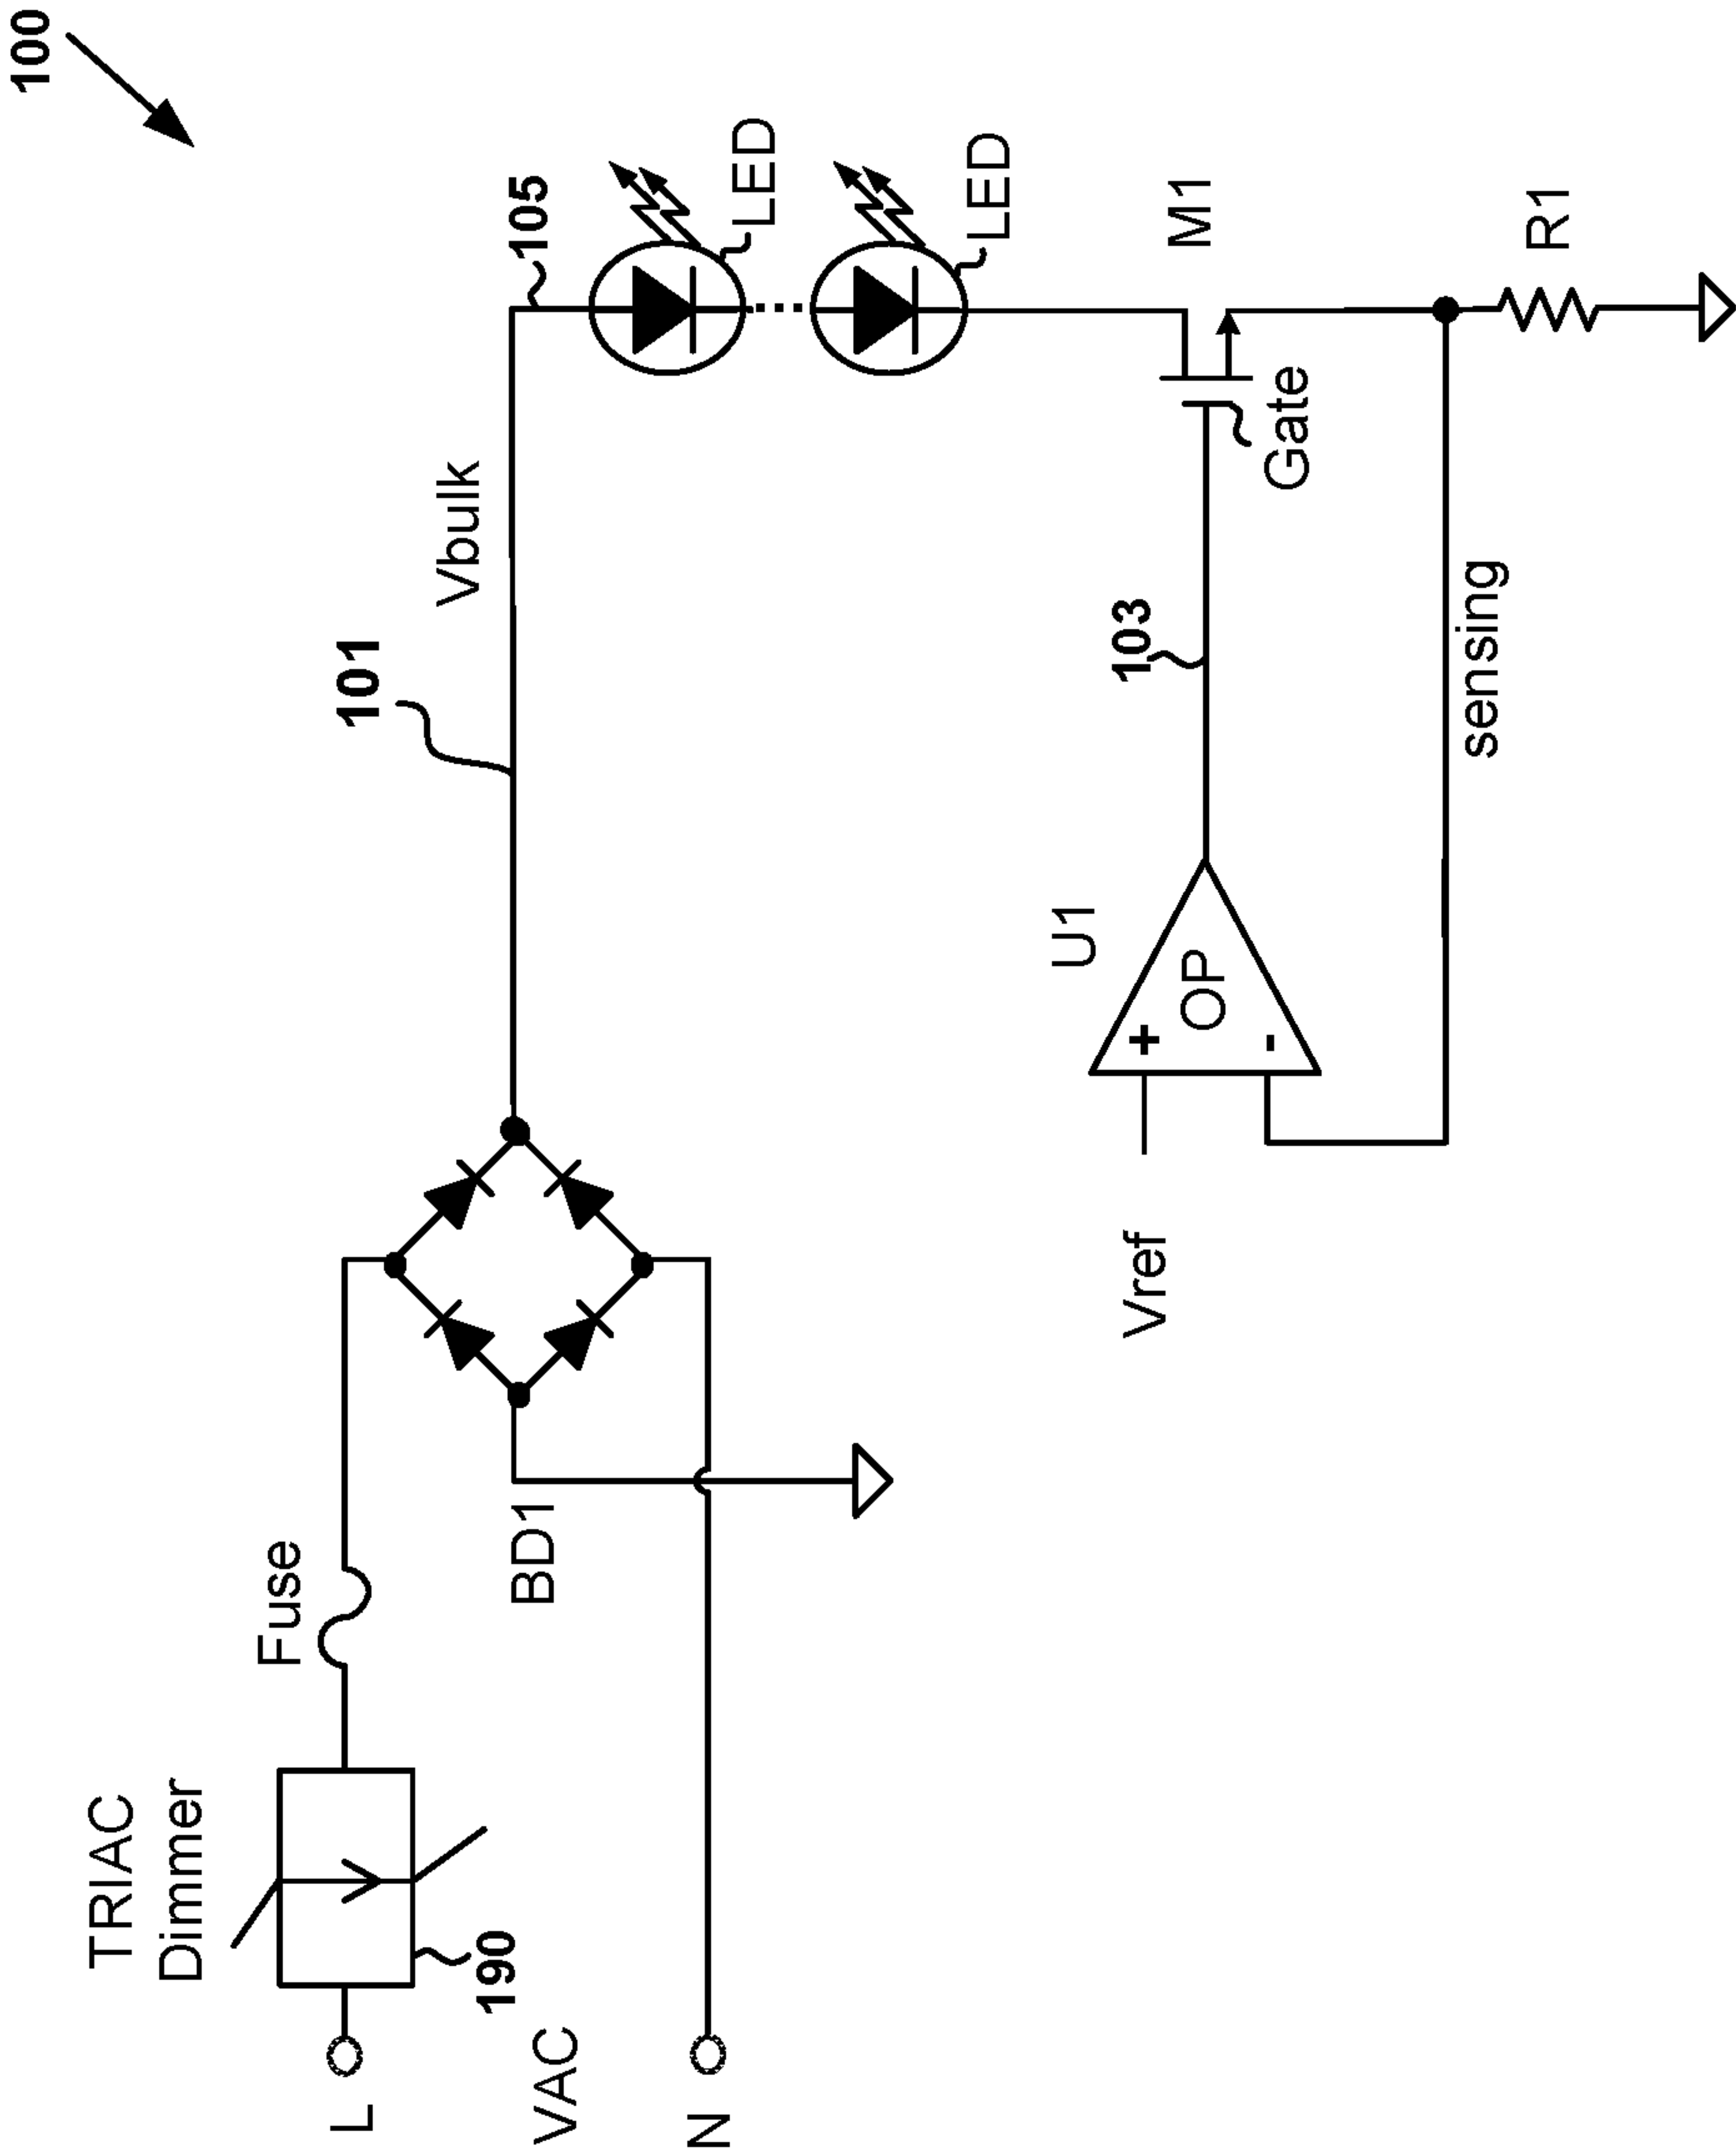 100
TRIAC
Dimmer
Fuse
101
Vbulk
105
L
190
VAC
BD1
LED
N
LED
U1
103
M1
Vref
+
OP
-
Gate
sensing
R1